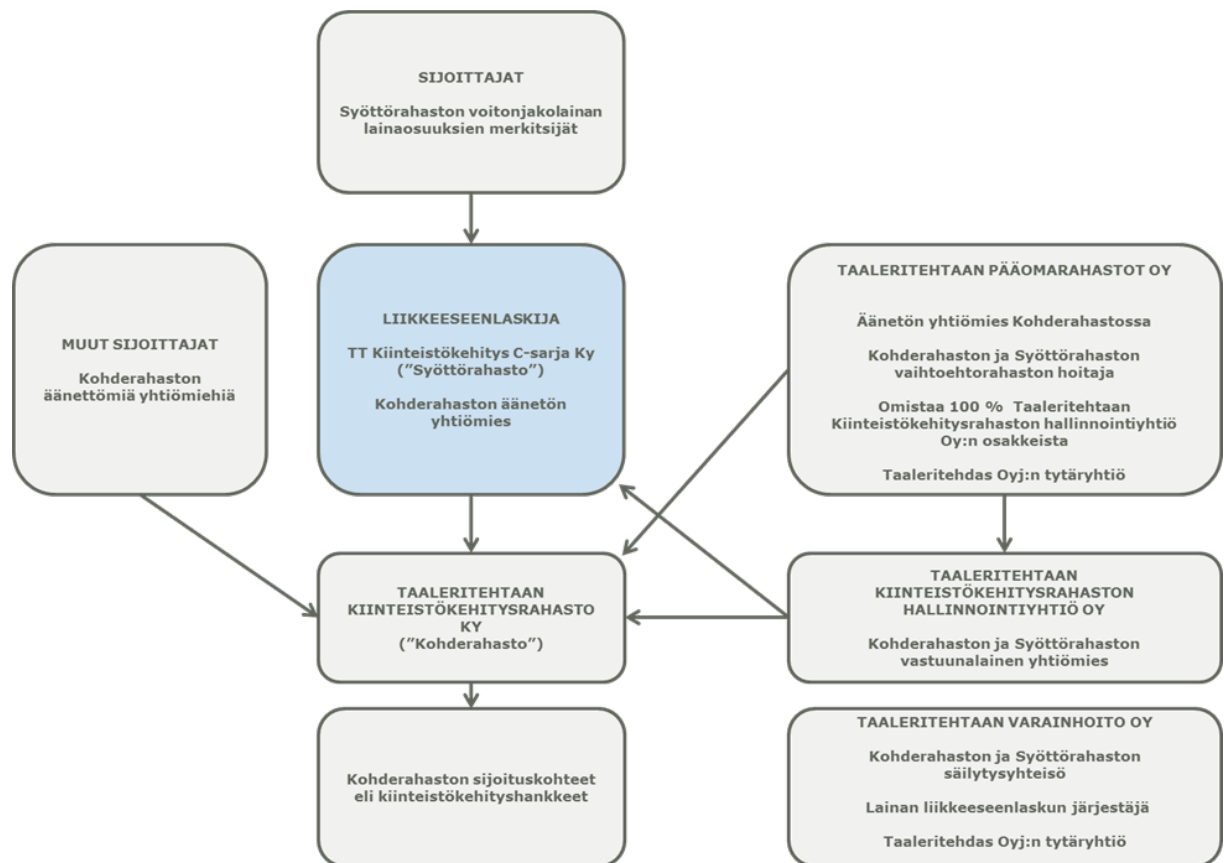 SIJOITTAJAT
Syöttörahaston voitonjakolainan
lainaosuuksien merkitsijät
MUUT SIJOITTAJAT
Kohderahaston
äänettömiä yhtiömiehiä
LIIKKEESEENLASKIJA
TT Kiinteistökehitys C-sarja Ky
(”Syöttörahasto”)
Kohderahaston äänetön
yhtiömies
TAALERITEHTAAN PÄÄOMARAHASTOT OY
Äänetön yhtiömies Kohderahastossa
Kohderahaston ja Syöttörahaston
vaihtoehtorahaston hoitaja
Omistaa 100 % Taaleritehtaan
Kiinteistökehitysrahaston hallinnointiyhtiö
Oy:n osakkeista
Taaleritehdas Oyj:n tytäryhtiö
TAALERITEHTAAN
KIINTEISTÖKEHITYSRAHASTO
KY
(”Kohderahasto”)
TAALERITEHTAAN
KIINTEISTÖKEHITYSRAHASTON
HALLINNOINTIYHTIÖ OY
Kohderahaston ja Syöttörahaston
vastuunalainen yhtiömies
Kohderahaston sijoituskohteet
eli kiinteistökehityshankkeet
TAALERITEHTAAN VARAINHOITO OY
Kohderahaston ja Syöttörahaston
säilytysyhteisö
Lainan liikkeeseenlaskun järjestäjä
Taaleritehdas Oyj:n tytäryhtiö